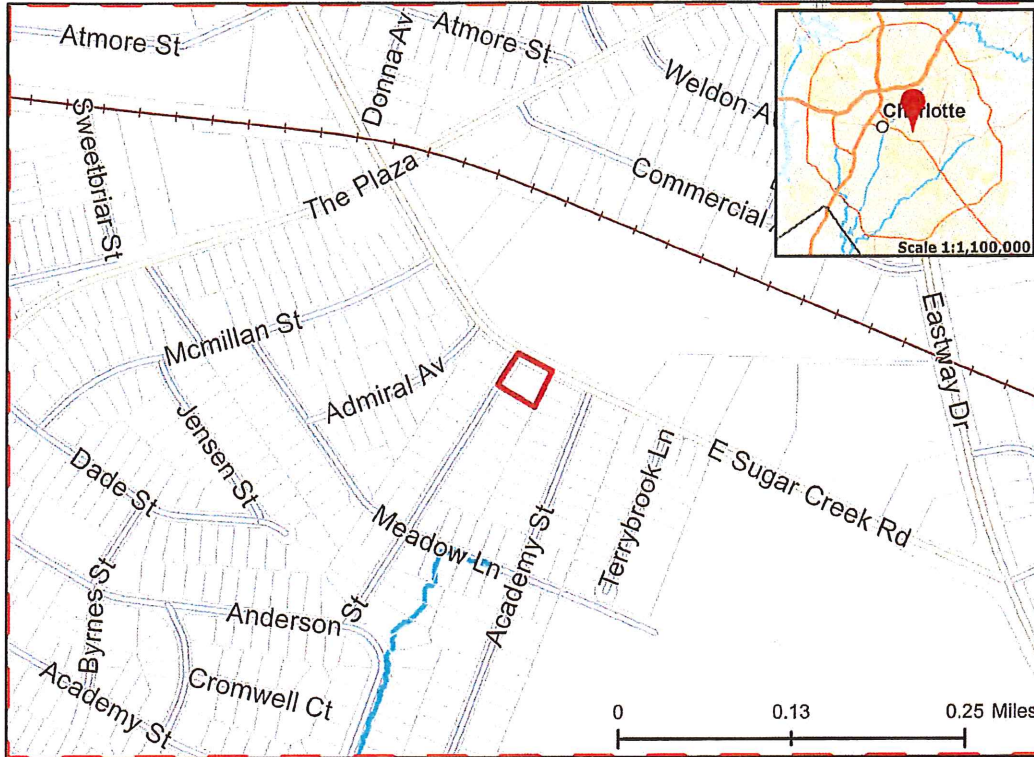 Atmore St
Donna Av
Atmore St
Weldon A
Charlotte
Scale 1:1,100,000
Sweetbriar St
The Plaza
Commercial A
Eastway Dr
Mcmillan St
Admiral Av
Jensen St
Dade St
E Sugar Creek Rd
Terrybrook Ln
Meadow Ln
Academy St
Byrnes St
Anderson St
Cromwell Ct
Academy St
0 0.13 0.25 Miles